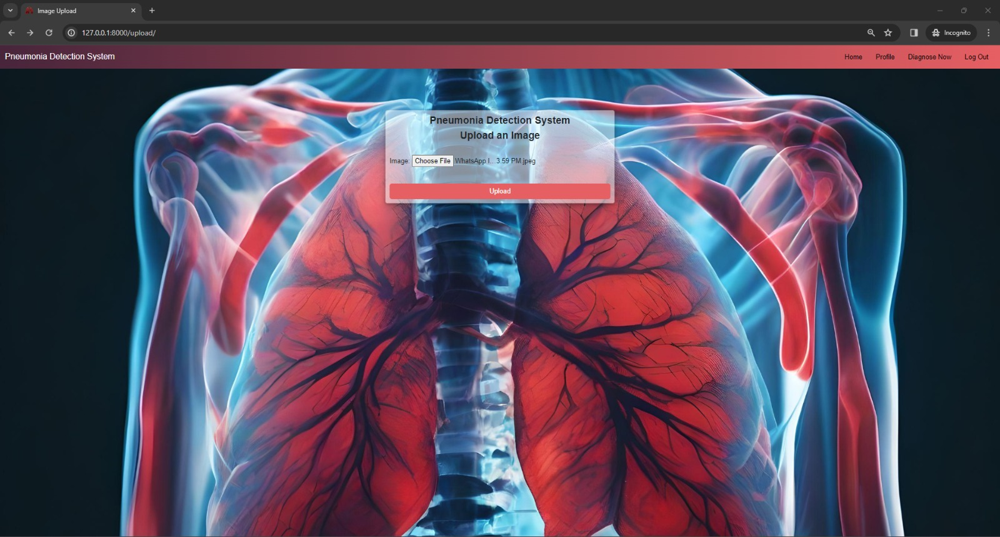 Image Upload
127.0.0.1:8000/upload/
Incognito
Pneumonia Detection System
Home Profile Diagnose Now Log Out
Pneumonia Detection System
Upload an Image
Image: Choose File WhatsApp I...3.59 PM.jpeg
Upload